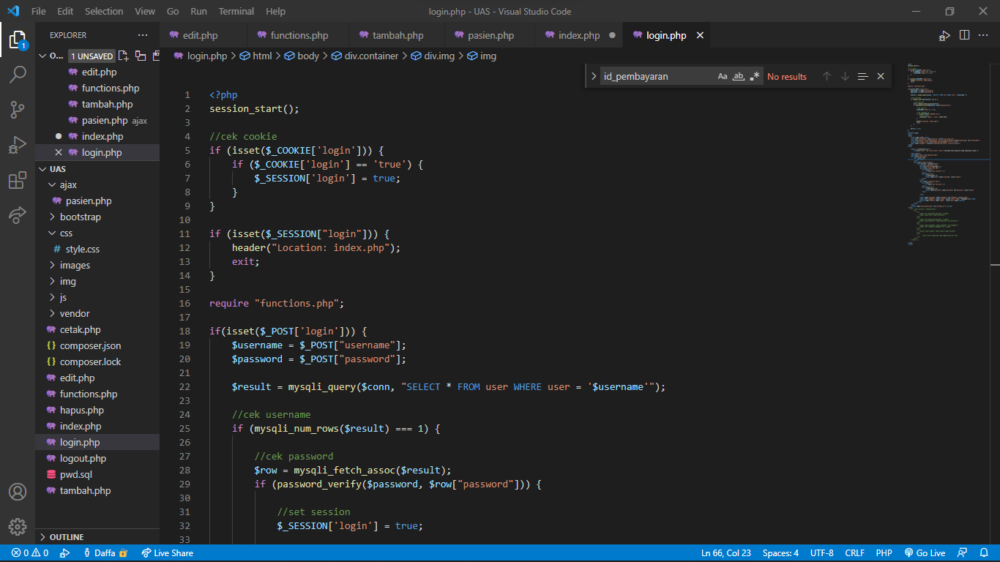 File Edit Selection View Go Run Terminal Help login.php - UAS - Visual Studio Code
EXPLORER
edit.php functions.php tambah.php pasien.php index.php login.php
O... 1 UNSAVED
edit.php
functions.php
tambah.php
pasien.php ajax
index.php
login.php
UAS
ajax
pasien.php
bootstrap
css
style.css
images
img
js
vendor
cetak.php
composer.json
composer.lock
edit.php
functions.php
hapus.php
index.php
login.php
logout.php
pwd.sql
tambah.php
OUTLINE
1
login.php > html > body > div.container > div.img > img
id_pembayaran Aa ab .* No results
1 <?php
2 session_start();
3
4 //cek cookie
5 if (isset($_COOKIE['login'])) {
6 if ($_COOKIE['login'] == 'true') {
7 $_SESSION['login'] = true;
8 }
9 }
10
11 if (isset($_SESSION["login"])) {
12 header("Location: index.php");
13 exit;
14 }
15
16 require "functions.php";
17
18 if(isset($_POST['login'])) {
19 $username = $_POST["username"];
20 $password = $_POST["password"];
21
22 $result = mysqli_query($conn, "SELECT * FROM user WHERE user = '$username'");
23
24 //cek username
25 if (mysqli_num_rows($result) === 1) {
26
27 //cek password
28 $row = mysqli_fetch_assoc($result);
29 if (password_verify($password, $row["password"])) {
30
31 //set session
32 $_SESSION['login'] = true;
33
0 0 Daffa Live Share Ln 66, Col 23 Spaces: 4 UTF-8 CRLF PHP Go Live